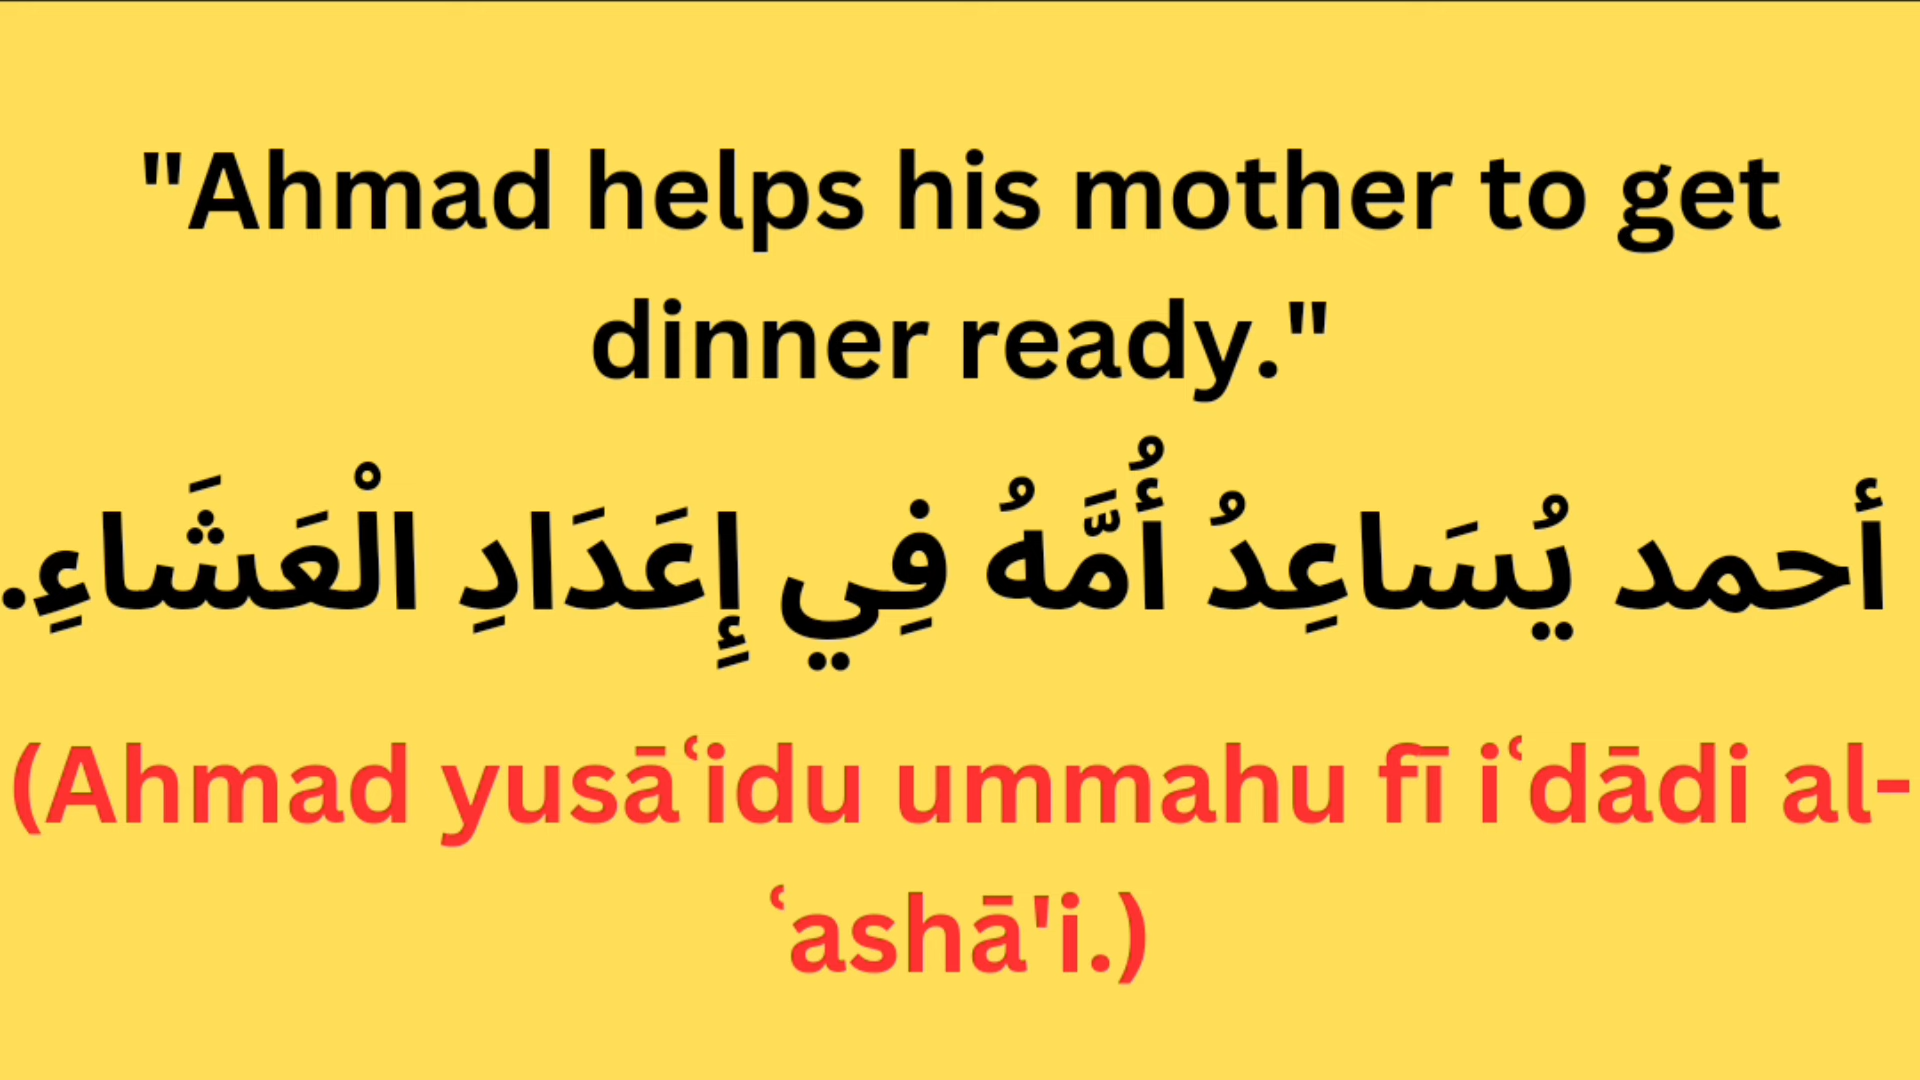 "Ahmad helps his mother to get
dinner ready."
أحمد يُسَاعِدُ أُمَّهُ فِي إِعَدَادِ الْعَشَاءِ.
(Ahmad yusāʿidu ummahu fī iʿdādi al-
ʿashā'i.)